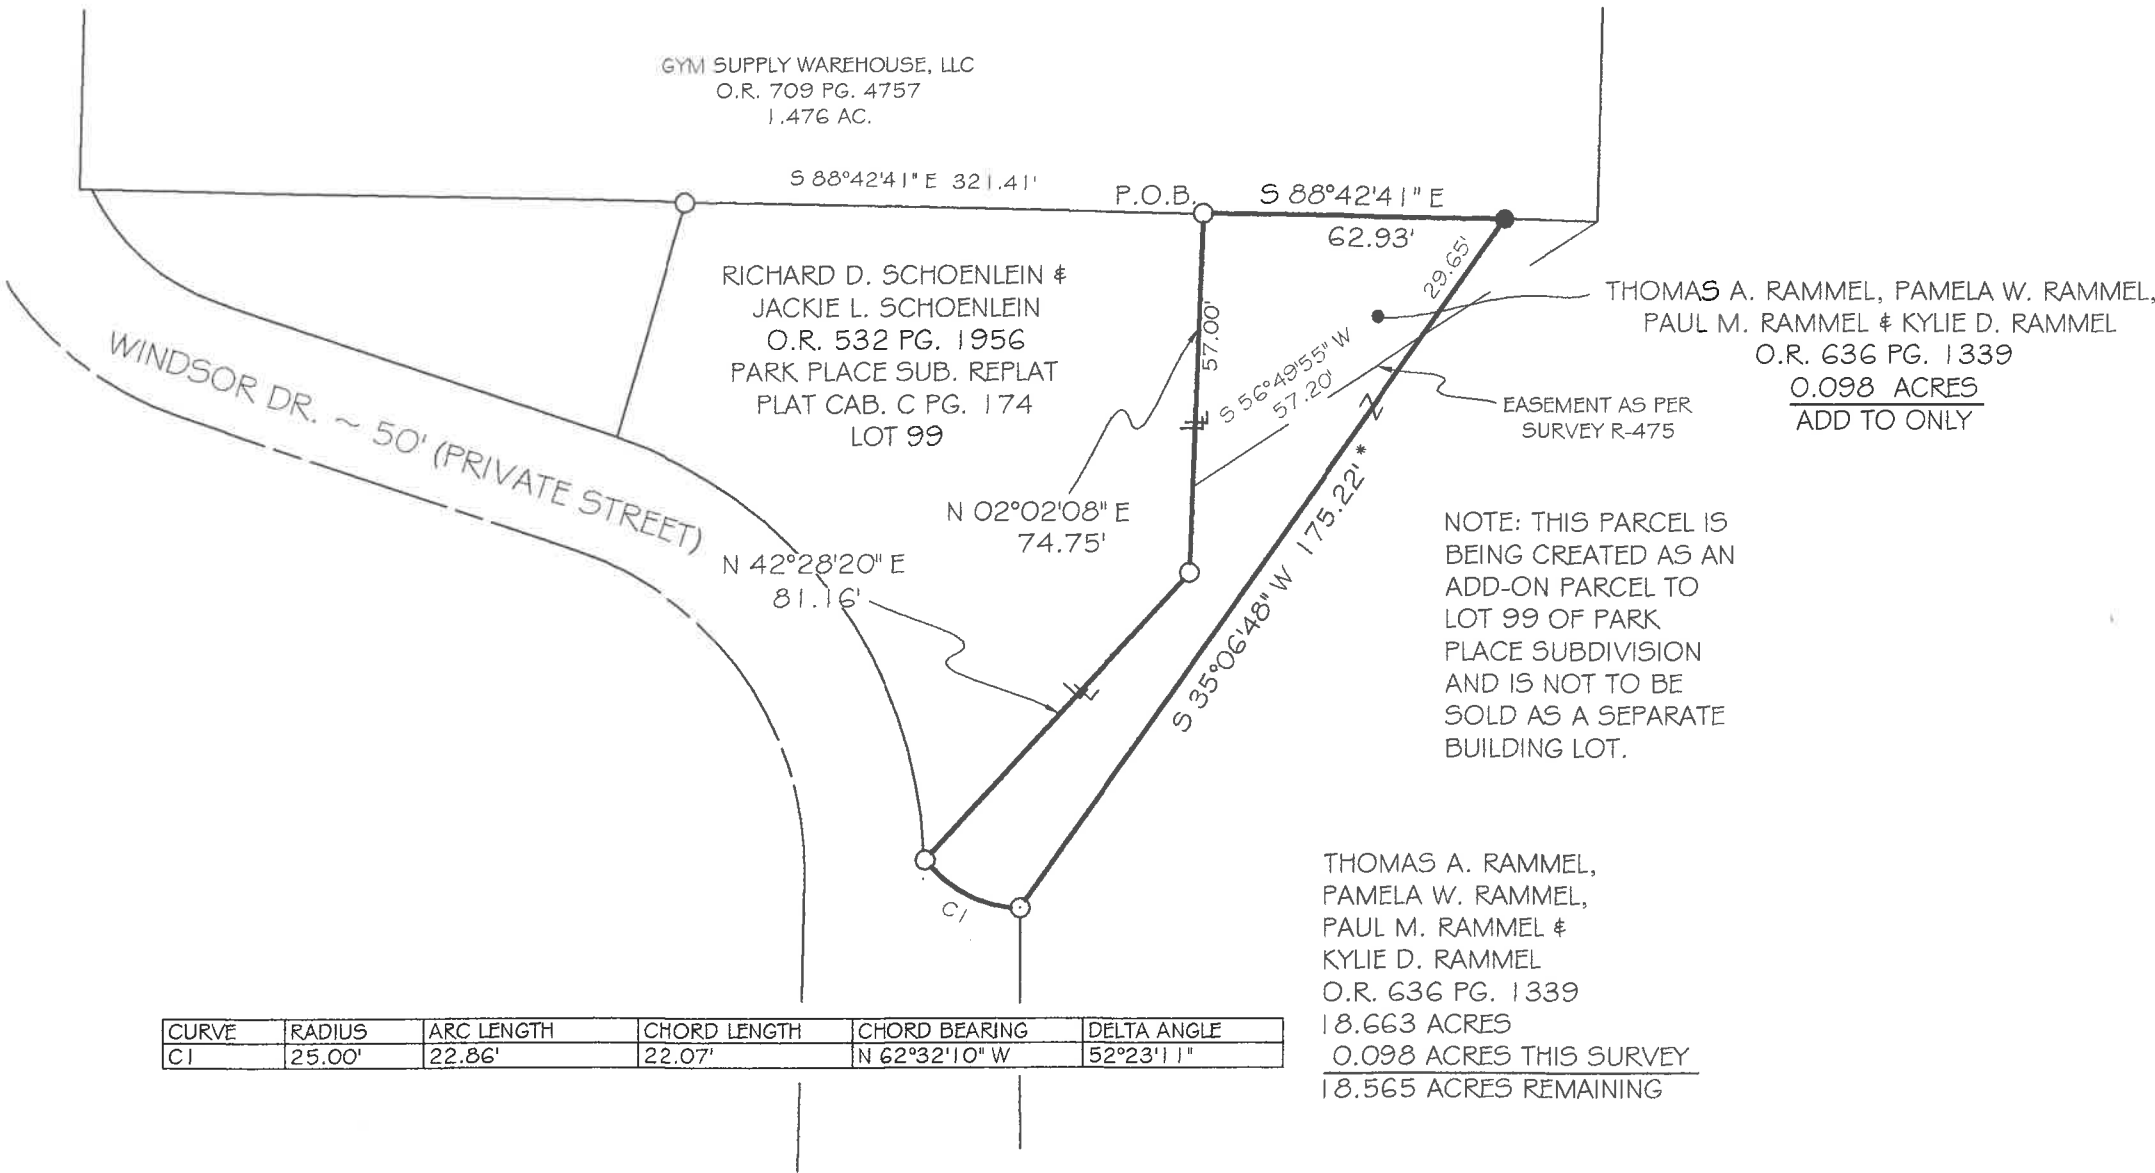 GYM SUPPLY WAREHOUSE, LLC
O.R. 709 PG. 4757
1.476 AC.
S 88°42'41" E 321.41'
P.O.B.
S 88°42'41" E
62.93'
29.65'
RICHARD D. SCHOENLEIN &
JACKIE L. SCHOENLEIN
O.R. 532 PG. 1956
PARK PLACE SUB. REPLAT
PLAT CAB. C PG. 174
LOT 99
57.00'
S 56°49'55" W
57.20'
THOMAS A. RAMMEL, PAMELA W. RAMMEL,
PAUL M. RAMMEL & KYLIE D. RAMMEL
O.R. 636 PG. 1339
0.098 ACRES
ADD TO ONLY
EASEMENT AS PER
SURVEY R-475
WINDSOR DR. ~ 50' (PRIVATE STREET)
N 02°02'08" E
74.75'
N 42°28'20" E
81.16'
S 35°06'48" W 175.22' *
NOTE: THIS PARCEL IS
BEING CREATED AS AN
ADD-ON PARCEL TO
LOT 99 OF PARK
PLACE SUBDIVISION
AND IS NOT TO BE
SOLD AS A SEPARATE
BUILDING LOT.
C1
THOMAS A. RAMMEL,
PAMELA W. RAMMEL,
PAUL M. RAMMEL &
KYLIE D. RAMMEL
O.R. 636 PG. 1339
18.663 ACRES
0.098 ACRES THIS SURVEY
18.565 ACRES REMAINING
CURVE RADIUS ARC LENGTH CHORD LENGTH CHORD BEARING DELTA ANGLE
C1 25.00' 22.86' 22.07' N 62°32'10" W 52°23'11"